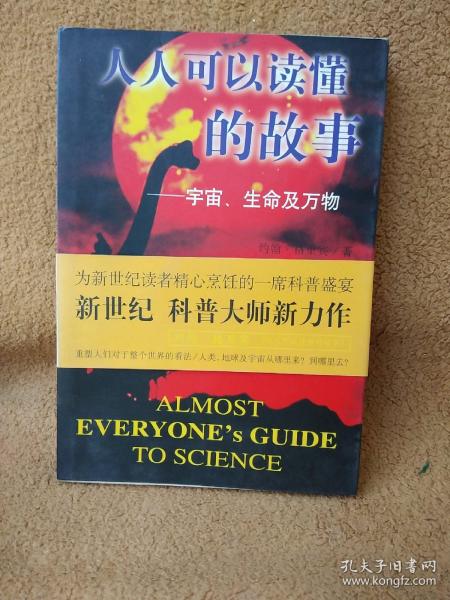 人人可以读懂
的故事
——宇宙、生命及万物
约翰·格里宾/著
为新世纪读者精心烹饪的一席科普盛宴
新世纪 科普大师新力作
重塑人们对于整个世界的看法/人类、地球及宇宙从哪里来?到哪里去?
ALMOST
EVERYONE's GUIDE
TO SCIENCE
孔夫子旧书网
www.kongfz.com